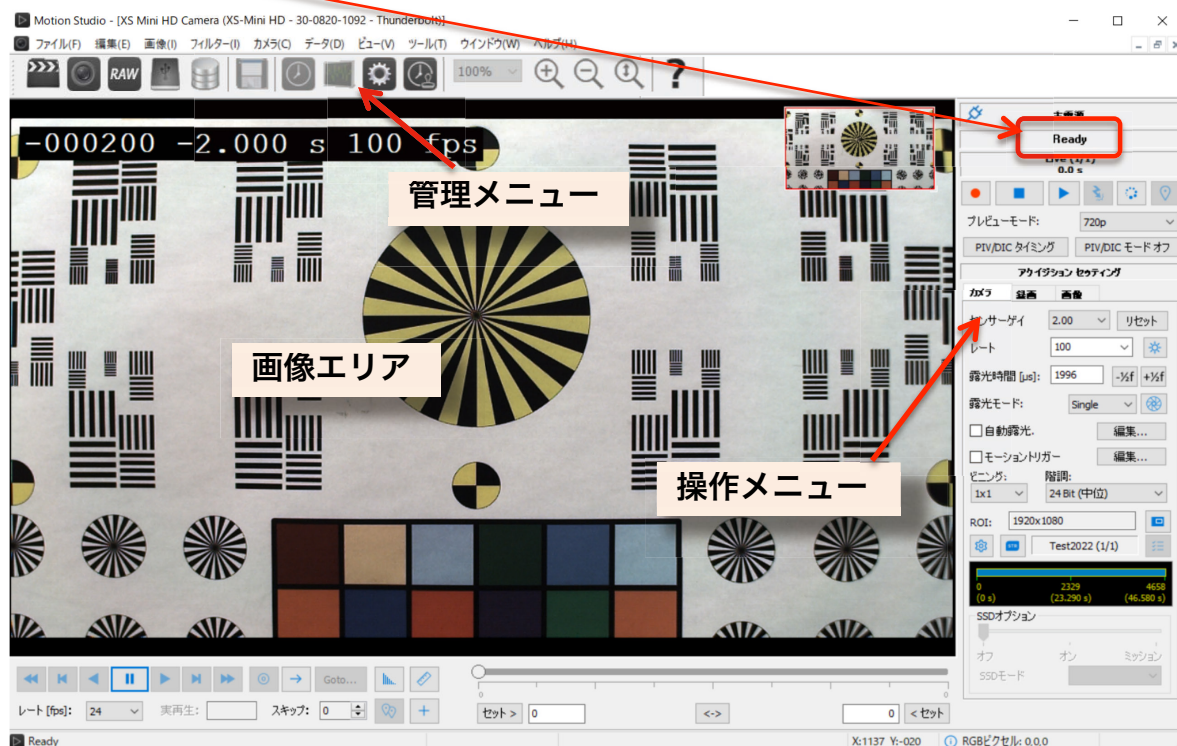 Motion Studio - [XS Mini HD Camera (XS-Mini HD - 30-0820-1092 - Thunderbolt)]
ファイル(F) 編集(E) 画像(I) フィルター(I) カメラ(C) データ(D) ビュー(V) ツール(T) ウインドウ(W) ヘルプ(H)
RAW 100% ?
-000200 -2.000 s 100 fps
管理メニュー
画像エリア
操作メニュー
主電源
Ready
Live (1/1)
0.0 s
プレビューモード: 720p
PIV/DIC タイミング PIV/DIC モード オフ
アクイジション セッティング
カメラ 録画 画像
センサーゲイ 2.00 リセット
レート 100
露光時間 [µs]: 1996 -½f +½f
露光モード: Single
自動露光. 編集...
モーショントリガー 編集...
ビニング: 階調:
1x1 24 Bit (中位)
ROI: 1920x1080
Test2022 (1/1)
0 2329 4658
(0 s) (23.290 s) (46.580 s)
SSDオプション
オフ オン ミッション
SSDモード
Goto...
0 0
レート [fps]: 24 実再生: スキップ: 0 セット > 0 <-> 0 < セット
Ready X:1137 Y:-020 RGBピクセル: 0,0,0